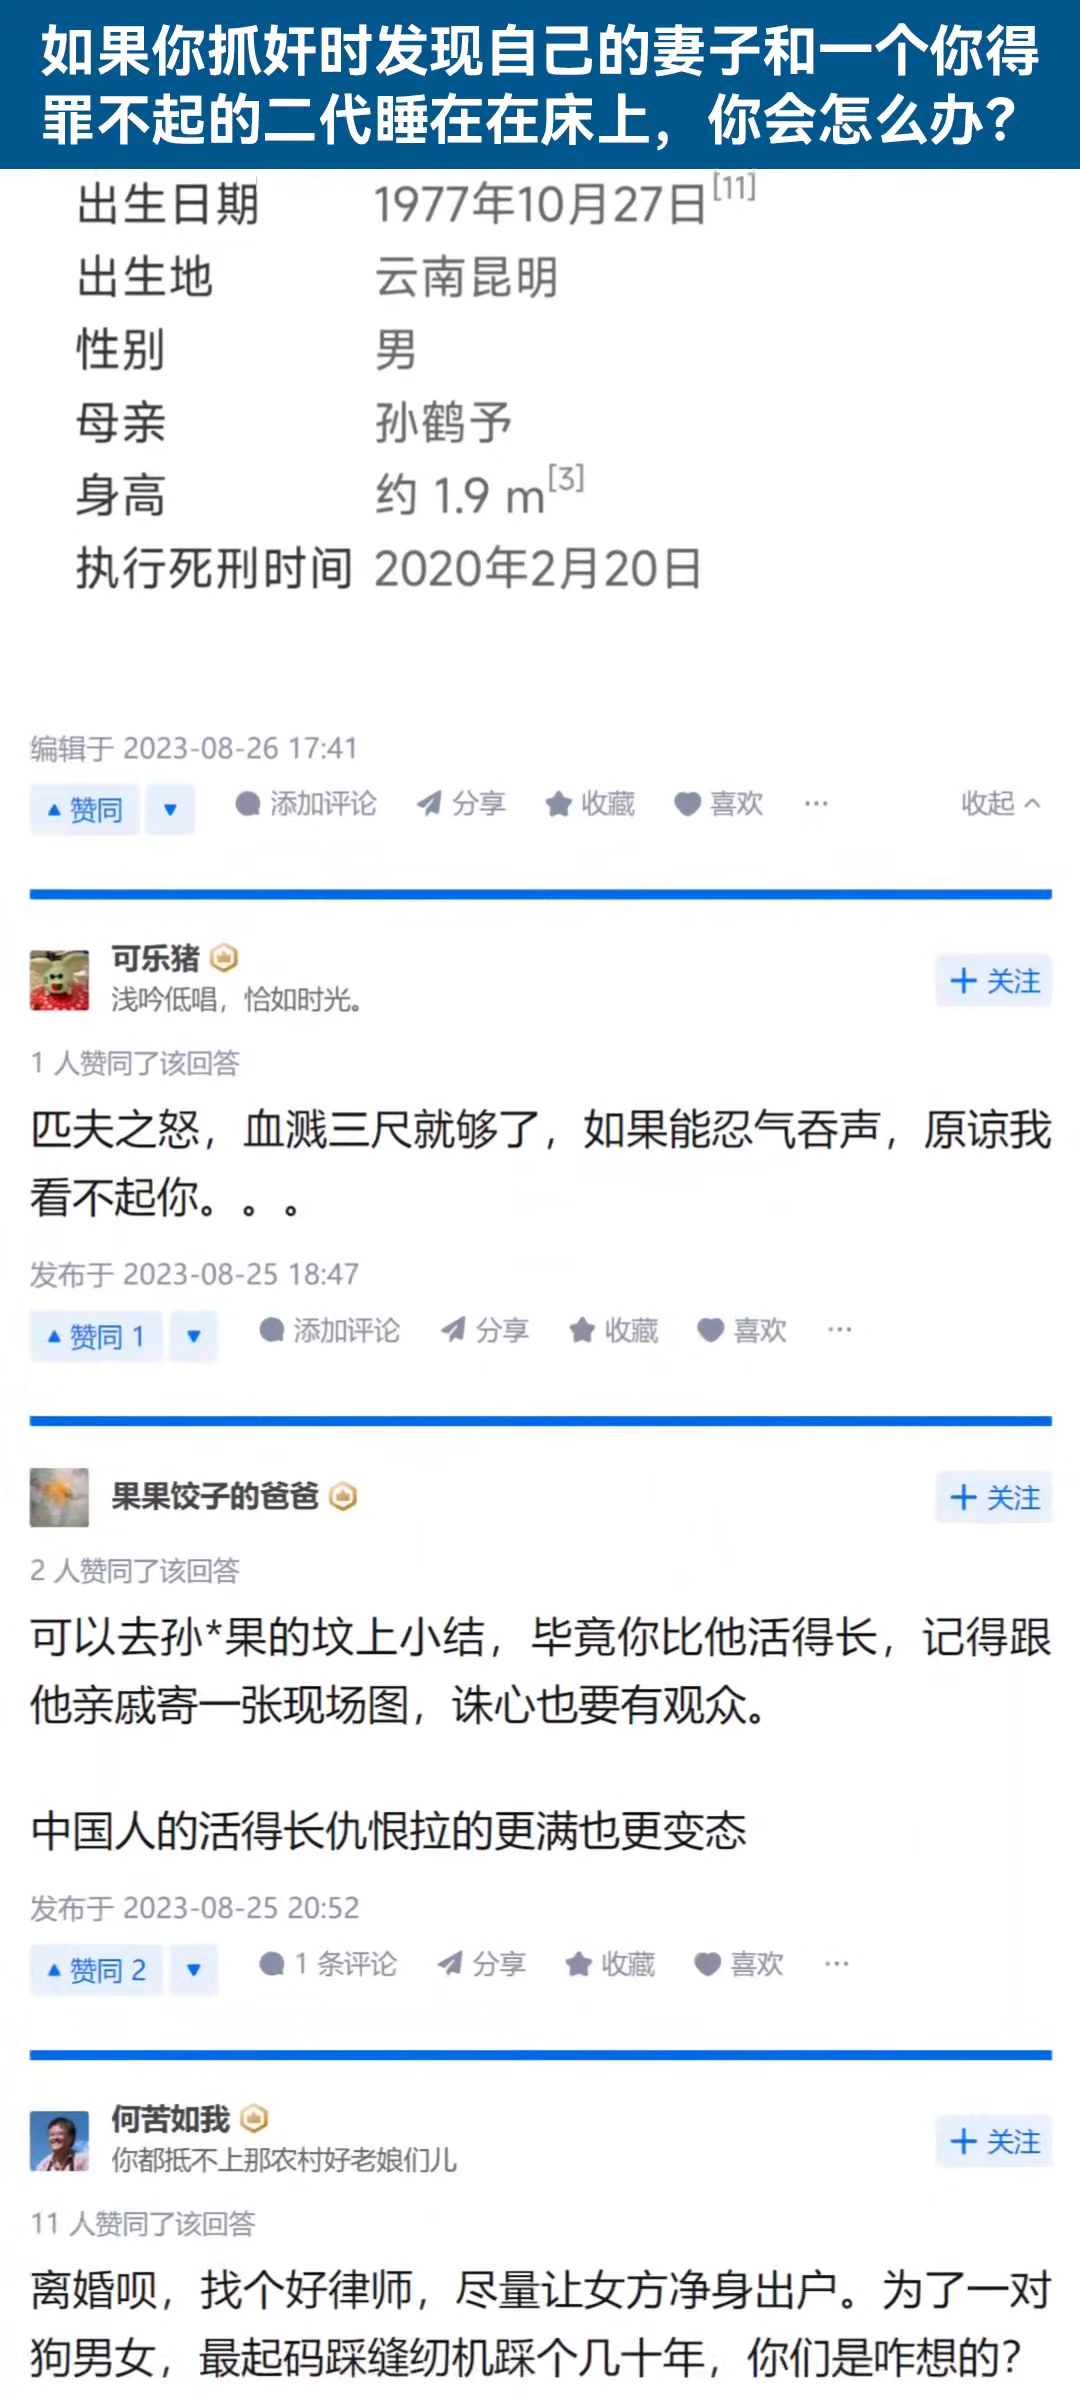 如果你抓奸时发现自己的妻子和一个你得
罪不起的二代睡在在床上，你会怎么办？
出生日期 1977年10月27日[11]
出生地 云南昆明
性别 男
母亲 孙鹤予
身高 约 1.9 m[3]
执行死刑时间 2020年2月20日
编辑于 2023-08-26 17:41
▲ 赞同 ▼ 添加评论 分享 收藏 喜欢 ··· 收起 ^
可乐猪
浅吟低唱，恰如时光。
+ 关注
1 人赞同了该回答
匹夫之怒，血溅三尺就够了，如果能忍气吞声，原谅我
看不起你。。。
发布于 2023-08-25 18:47
▲ 赞同 1 ▼ 添加评论 分享 收藏 喜欢 ···
果果饺子的爸爸
+ 关注
2 人赞同了该回答
可以去孙*果的坟上小结，毕竟你比他活得长，记得跟
他亲戚寄一张现场图，诛心也要有观众。
中国人的活得长仇恨拉的更满也更变态
发布于 2023-08-25 20:52
▲ 赞同 2 ▼ 1 条评论 分享 收藏 喜欢 ···
何苦如我
你都抵不上那农村好老娘们儿
+ 关注
11 人赞同了该回答
离婚呗，找个好律师，尽量让女方净身出户。为了一对
狗男女，最起码踩缝纫机踩个几十年，你们是咋想的？